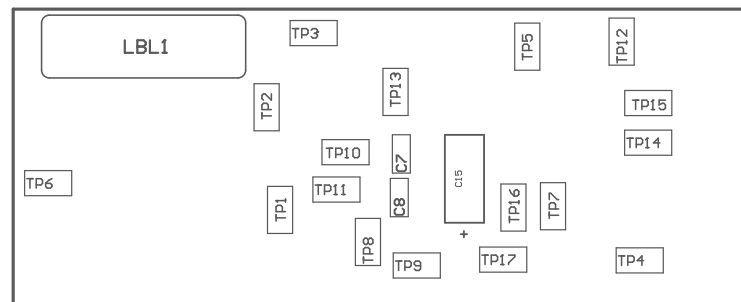 LBL1
TP3
TP5
TP12
TP2
TP13
TP15
TP14
TP10
C7
TP6
TP11
C8
C15
TP16
TP7
TP1
TP8
+
TP9
TP17
TP4